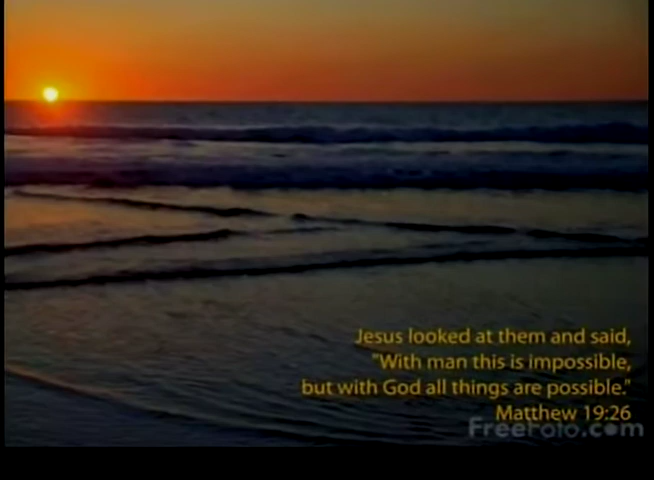 Jesus looked at them and said,
"With man this is impossible,
but with God all things are possible."
Matthew 19:26
FreeFoto.com